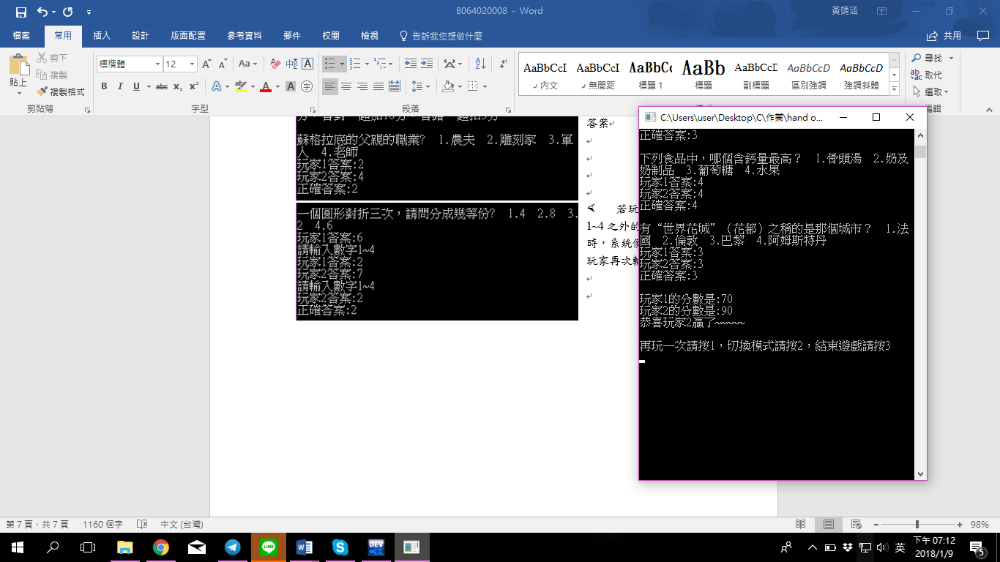 B064020008 - Word
黃靖涵
檔案 常用 插入 設計 版面配置 參考資料 郵件 校閱 檢視 告訴我您想做什麼 共用
貼上
剪下
複製
複製格式
剪貼簿
標楷體 12
字型
段落
AaBbCcI 內文
AaBbCcI 無間距
AaBbCc 標題 1
AaBb 標題
AaBbCcI 副標題
AaBbCcD 區別強調
AaBbCcD 強調斜體
尋找
取代
選取
編輯
蘇格拉底的父親的職業? 1.農夫 2.雕刻家 3.軍
人 4.老師
玩家1答案:2
玩家2答案:4
正確答案:2
一個圓形對折三次，請問分成幾等份? 1.4 2.8 3.
2 4.6
玩家1答案:6
請輸入數字1~4
玩家1答案:2
玩家2答案:7
請輸入數字1~4
玩家2答案:2
正確答案:2
答案
若玩
1~4 之外的
時，系統便
玩家再次輸
C:\Users\user\Desktop\C\作業\hand o...
正確答案:3
下列食品中，哪個含鈣量最高？ 1.骨頭湯 2.奶及
奶制品 3.葡萄糖 4.水果
玩家1答案:4
玩家2答案:4
正確答案:4
有“世界花城”（花都）之稱的是那個城市？ 1.法
國 2.倫敦 3.巴黎 4.阿姆斯特丹
玩家1答案:3
玩家2答案:3
正確答案:3
玩家1的分數是:70
玩家2的分數是:90
恭喜玩家2贏了~~~~~
再玩一次請按1，切換模式請按2，結束遊戲請按3
第 7 頁，共 7 頁 1160 個字 中文 (台灣) 98%
LINE
DEV
英
下午 07:12
2018/1/9
5